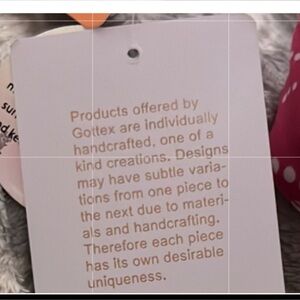 Products offered by
Gottex are individually
handcrafted, one of a
kind creations. Designs
may have subtle varia-
tions from one piece to
the next due to materi-
als and handcrafting.
Therefore each piece
has its own desirable
uniqueness.